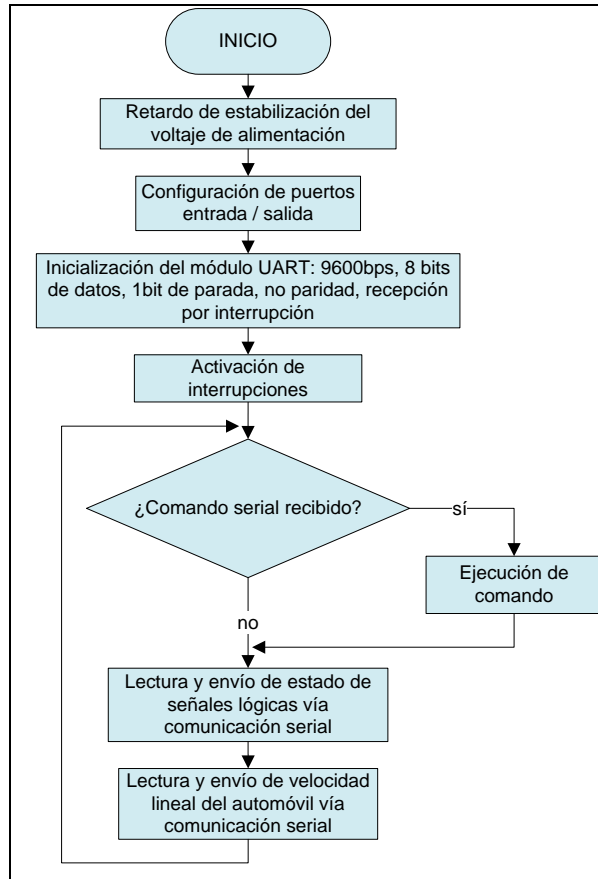 INICIO
Retardo de estabilización del
voltaje de alimentación
Configuración de puertos
entrada / salida
Inicialización del módulo UART: 9600bps, 8 bits
de datos, 1bit de parada, no paridad, recepción
por interrupción
Activación de
interrupciones
¿Comando serial recibido?
sí
Ejecución de
comando
no
Lectura y envío de estado de
señales lógicas vía
comunicación serial
Lectura y envío de velocidad
lineal del automóvil vía
comunicación serial